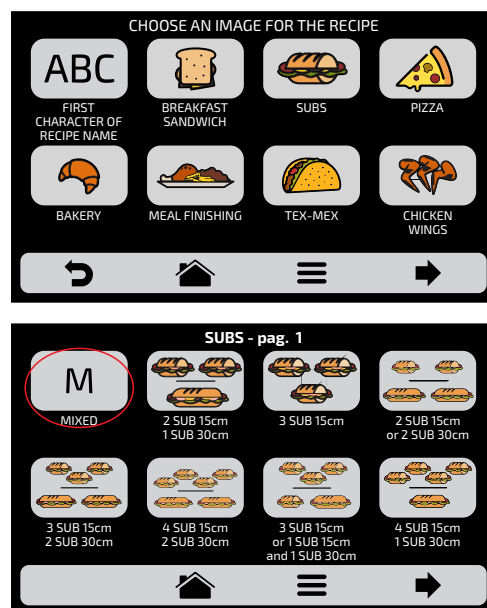 CHOOSE AN IMAGE FOR THE RECIPE
ABC
FIRST
CHARACTER OF
RECIPE NAME
BREAKFAST
SANDWICH
SUBS
PIZZA
BAKERY
MEAL FINISHING
TEX-MEX
CHICKEN
WINGS
SUBS - pag. 1
M
MIXED
2 SUB 15cm
1 SUB 30cm
3 SUB 15cm
2 SUB 15cm
or 2 SUB 30cm
3 SUB 15cm
2 SUB 30cm
4 SUB 15cm
2 SUB 30cm
3 SUB 15cm
or 1 SUB 15cm
and 1 SUB 30cm
4 SUB 15cm
1 SUB 30cm